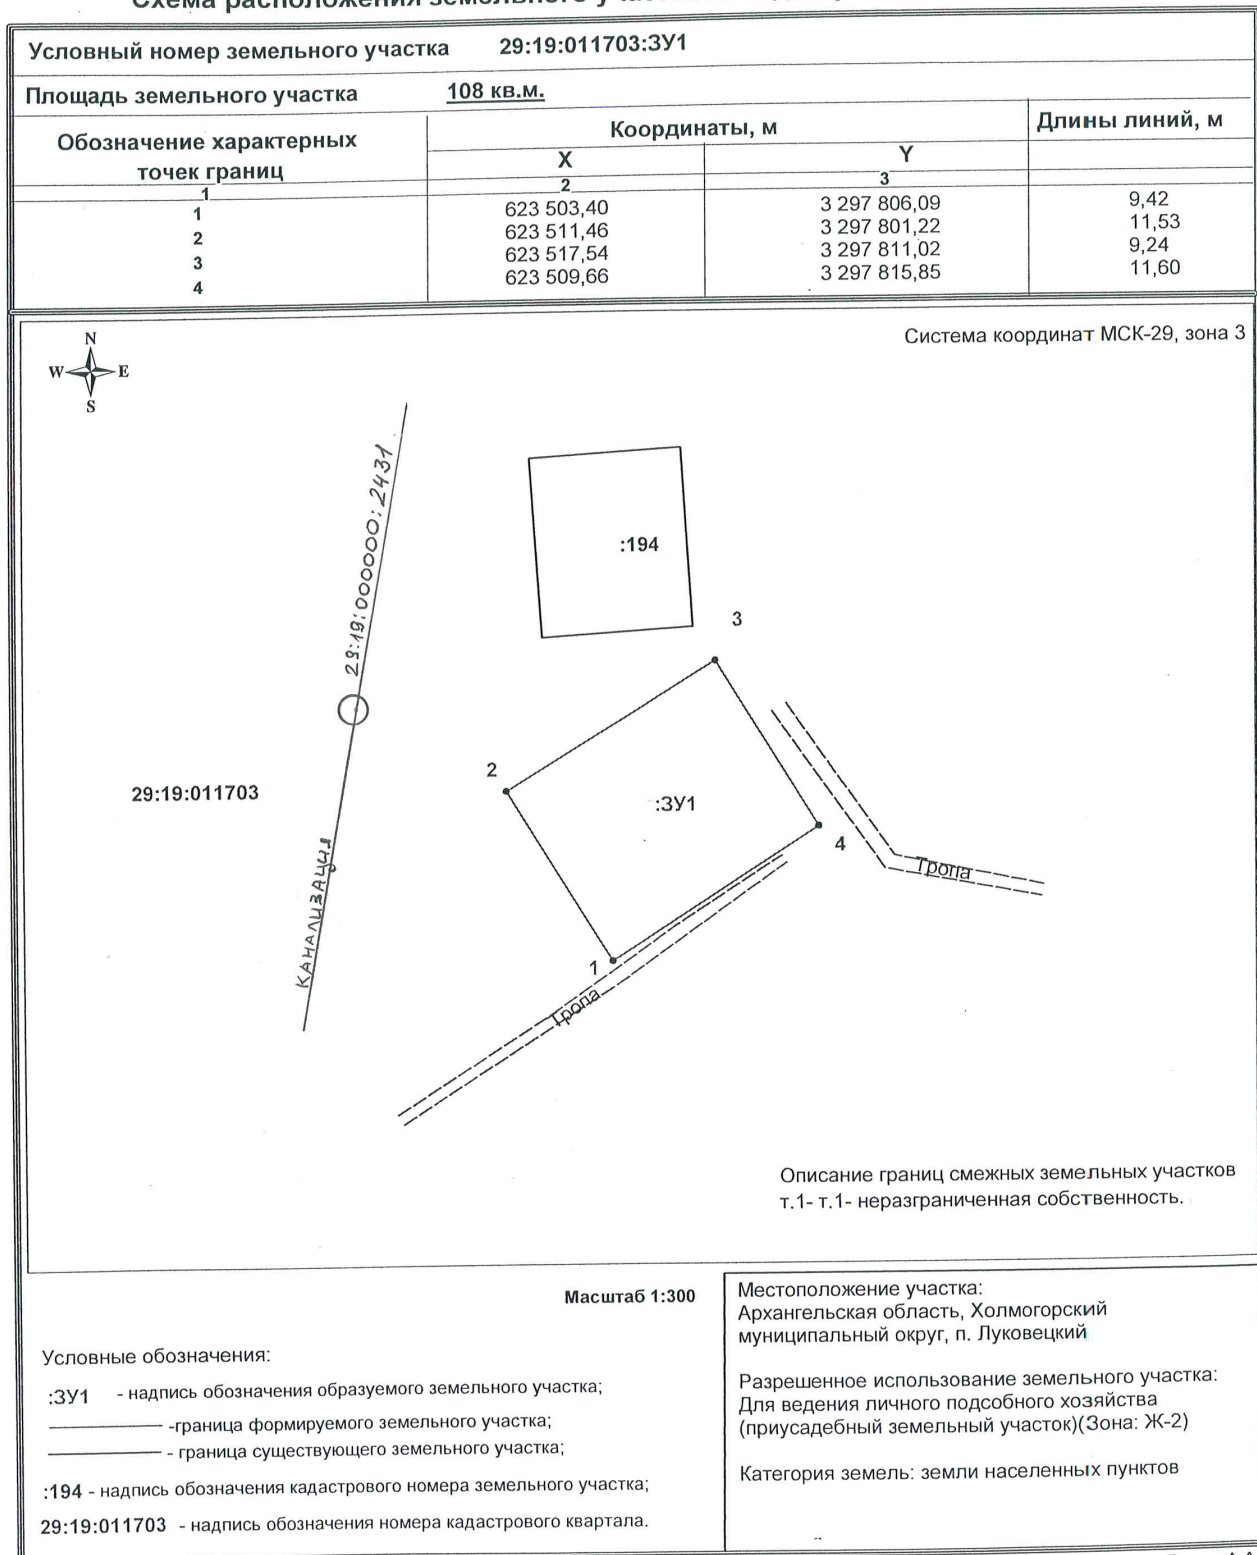 Схема расположения земельного
Условный номер земельного участка 29:19:011703:ЗУ1
Площадь земельного участка 108 кв.м.
Обозначение характерных точек границ Координаты, м Длины линий, м
X Y
1 2 3
1 623 503,40 3 297 806,09 9,42
2 623 511,46 3 297 801,22 11,53
3 623 517,54 3 297 811,02 9,24
4 623 509,66 3 297 815,85 11,60
Система координат МСК-29, зона 3
N
W E
S
29:19:000000:2431
:194
3
2
29:19:011703
:ЗУ1
4
Тропа
КАНАЛИЗАЦИЯ
1
Тропа
Описание границ смежных земельных участков
т.1- т.1- неразграниченная собственность.
Масштаб 1:300
Условные обозначения:
:ЗУ1 - надпись обозначения образуемого земельного участка;
-граница формируемого земельного участка;
- граница существующего земельного участка;
:194 - надпись обозначения кадастрового номера земельного участка;
29:19:011703 - надпись обозначения номера кадастрового квартала.
Местоположение участка:
Архангельская область, Холмогорский
муниципальный округ, п. Луковецкий
Разрешенное использование земельного участка:
Для ведения личного подсобного хозяйства
(приусадебный земельный участок)(Зона: Ж-2)
Категория земель: земли населенных пунктов